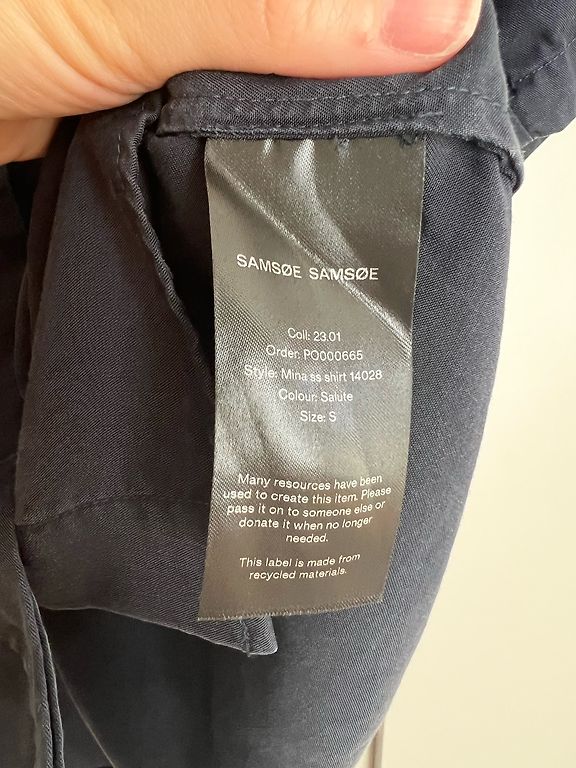 SAMSØE SAMSØE
Coll: 23.01
Order: PO000665
Style: Mina ss shirt 14028
Colour: Salute
Size: S
Many resources have been
used to create this item. Please
pass it on to someone else or
donate it when no longer
needed.
This label is made from
recycled materials.